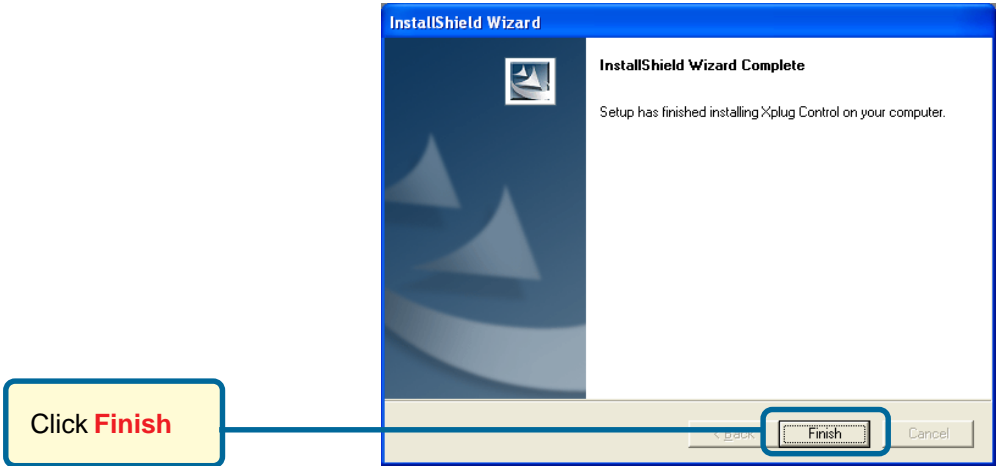 InstallShield Wizard
InstallShield Wizard Complete
Setup has finished installing Xplug Control on your computer.
Click Finish
< Back Finish Cancel